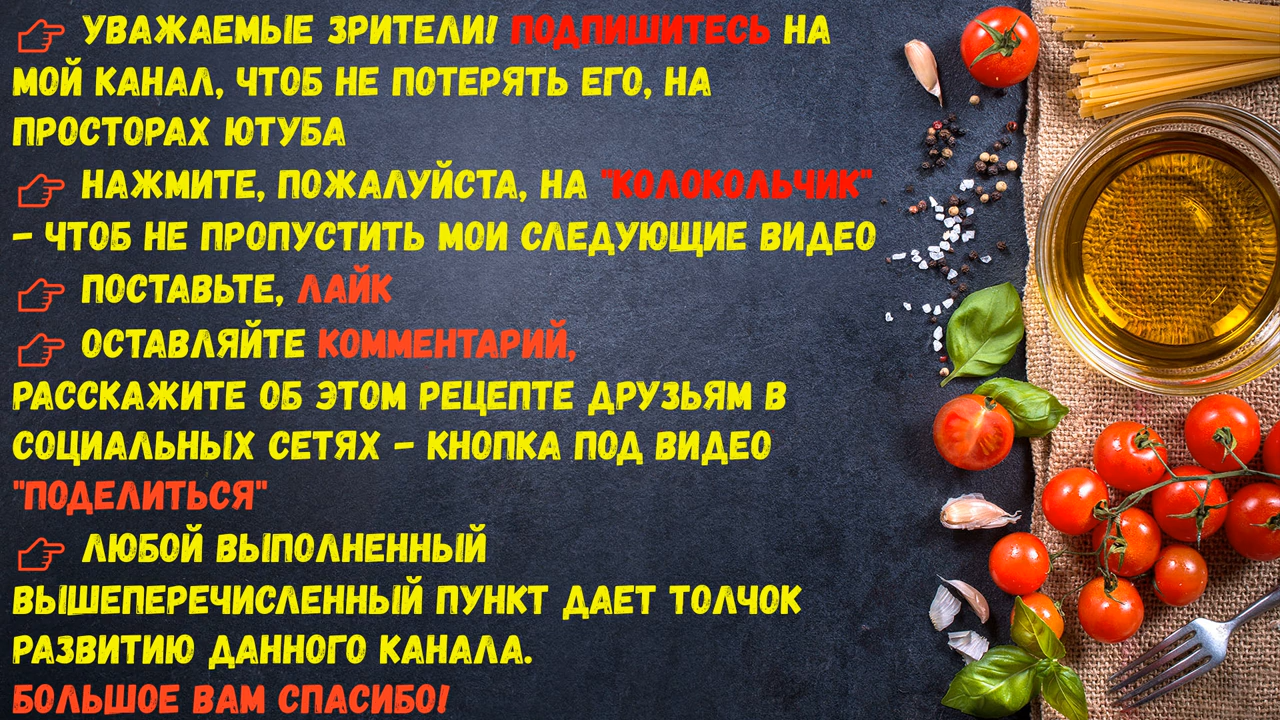 👉 УВАЖАЕМЫЕ ЗРИТЕЛИ! ПОДПИШИТЕСЬ НА
МОЙ КАНАЛ, ЧТОБ НЕ ПОТЕРЯТЬ ЕГО, НА
ПРОСТОРАХ ЮТУБА
👉 НАЖМИТЕ, ПОЖАЛУЙСТА, НА "КОЛОКОЛЬЧИК"
- ЧТОБ НЕ ПРОПУСТИТЬ МОИ СЛЕДУЮЩИЕ ВИДЕО
👉 ПОСТАВЬТЕ, ЛАЙК
👉 ОСТАВЛЯЙТЕ КОММЕНТАРИЙ,
РАССКАЖИТЕ ОБ ЭТОМ РЕЦЕПТЕ ДРУЗЬЯМ В
СОЦИАЛЬНЫХ СЕТЯХ - КНОПКА ПОД ВИДЕО
"ПОДЕЛИТЬСЯ"
👉 ЛЮБОЙ ВЫПОЛНЕННЫЙ
ВЫШЕПЕРЕЧИСЛЕННЫЙ ПУНКТ ДАЕТ ТОЛЧОК
РАЗВИТИЮ ДАННОГО КАНАЛА.
БОЛЬШОЕ ВАМ СПАСИБО!